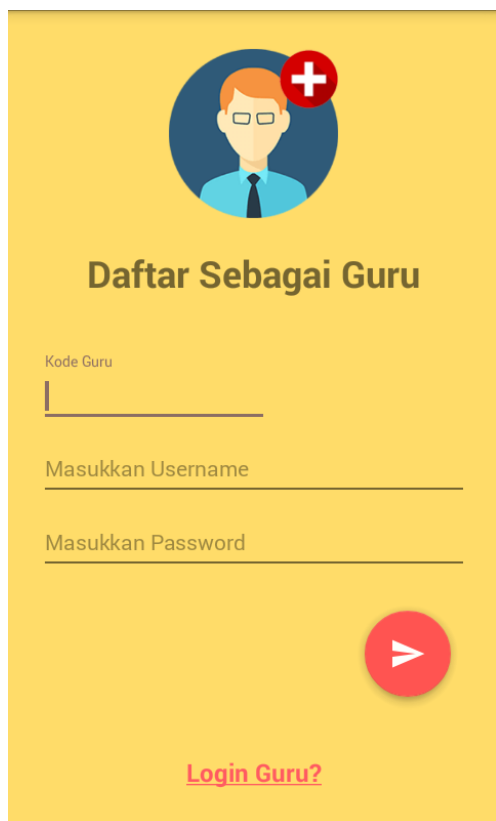 Daftar Sebagai Guru
Kode Guru
Masukkan Username
Masukkan Password
Login Guru?